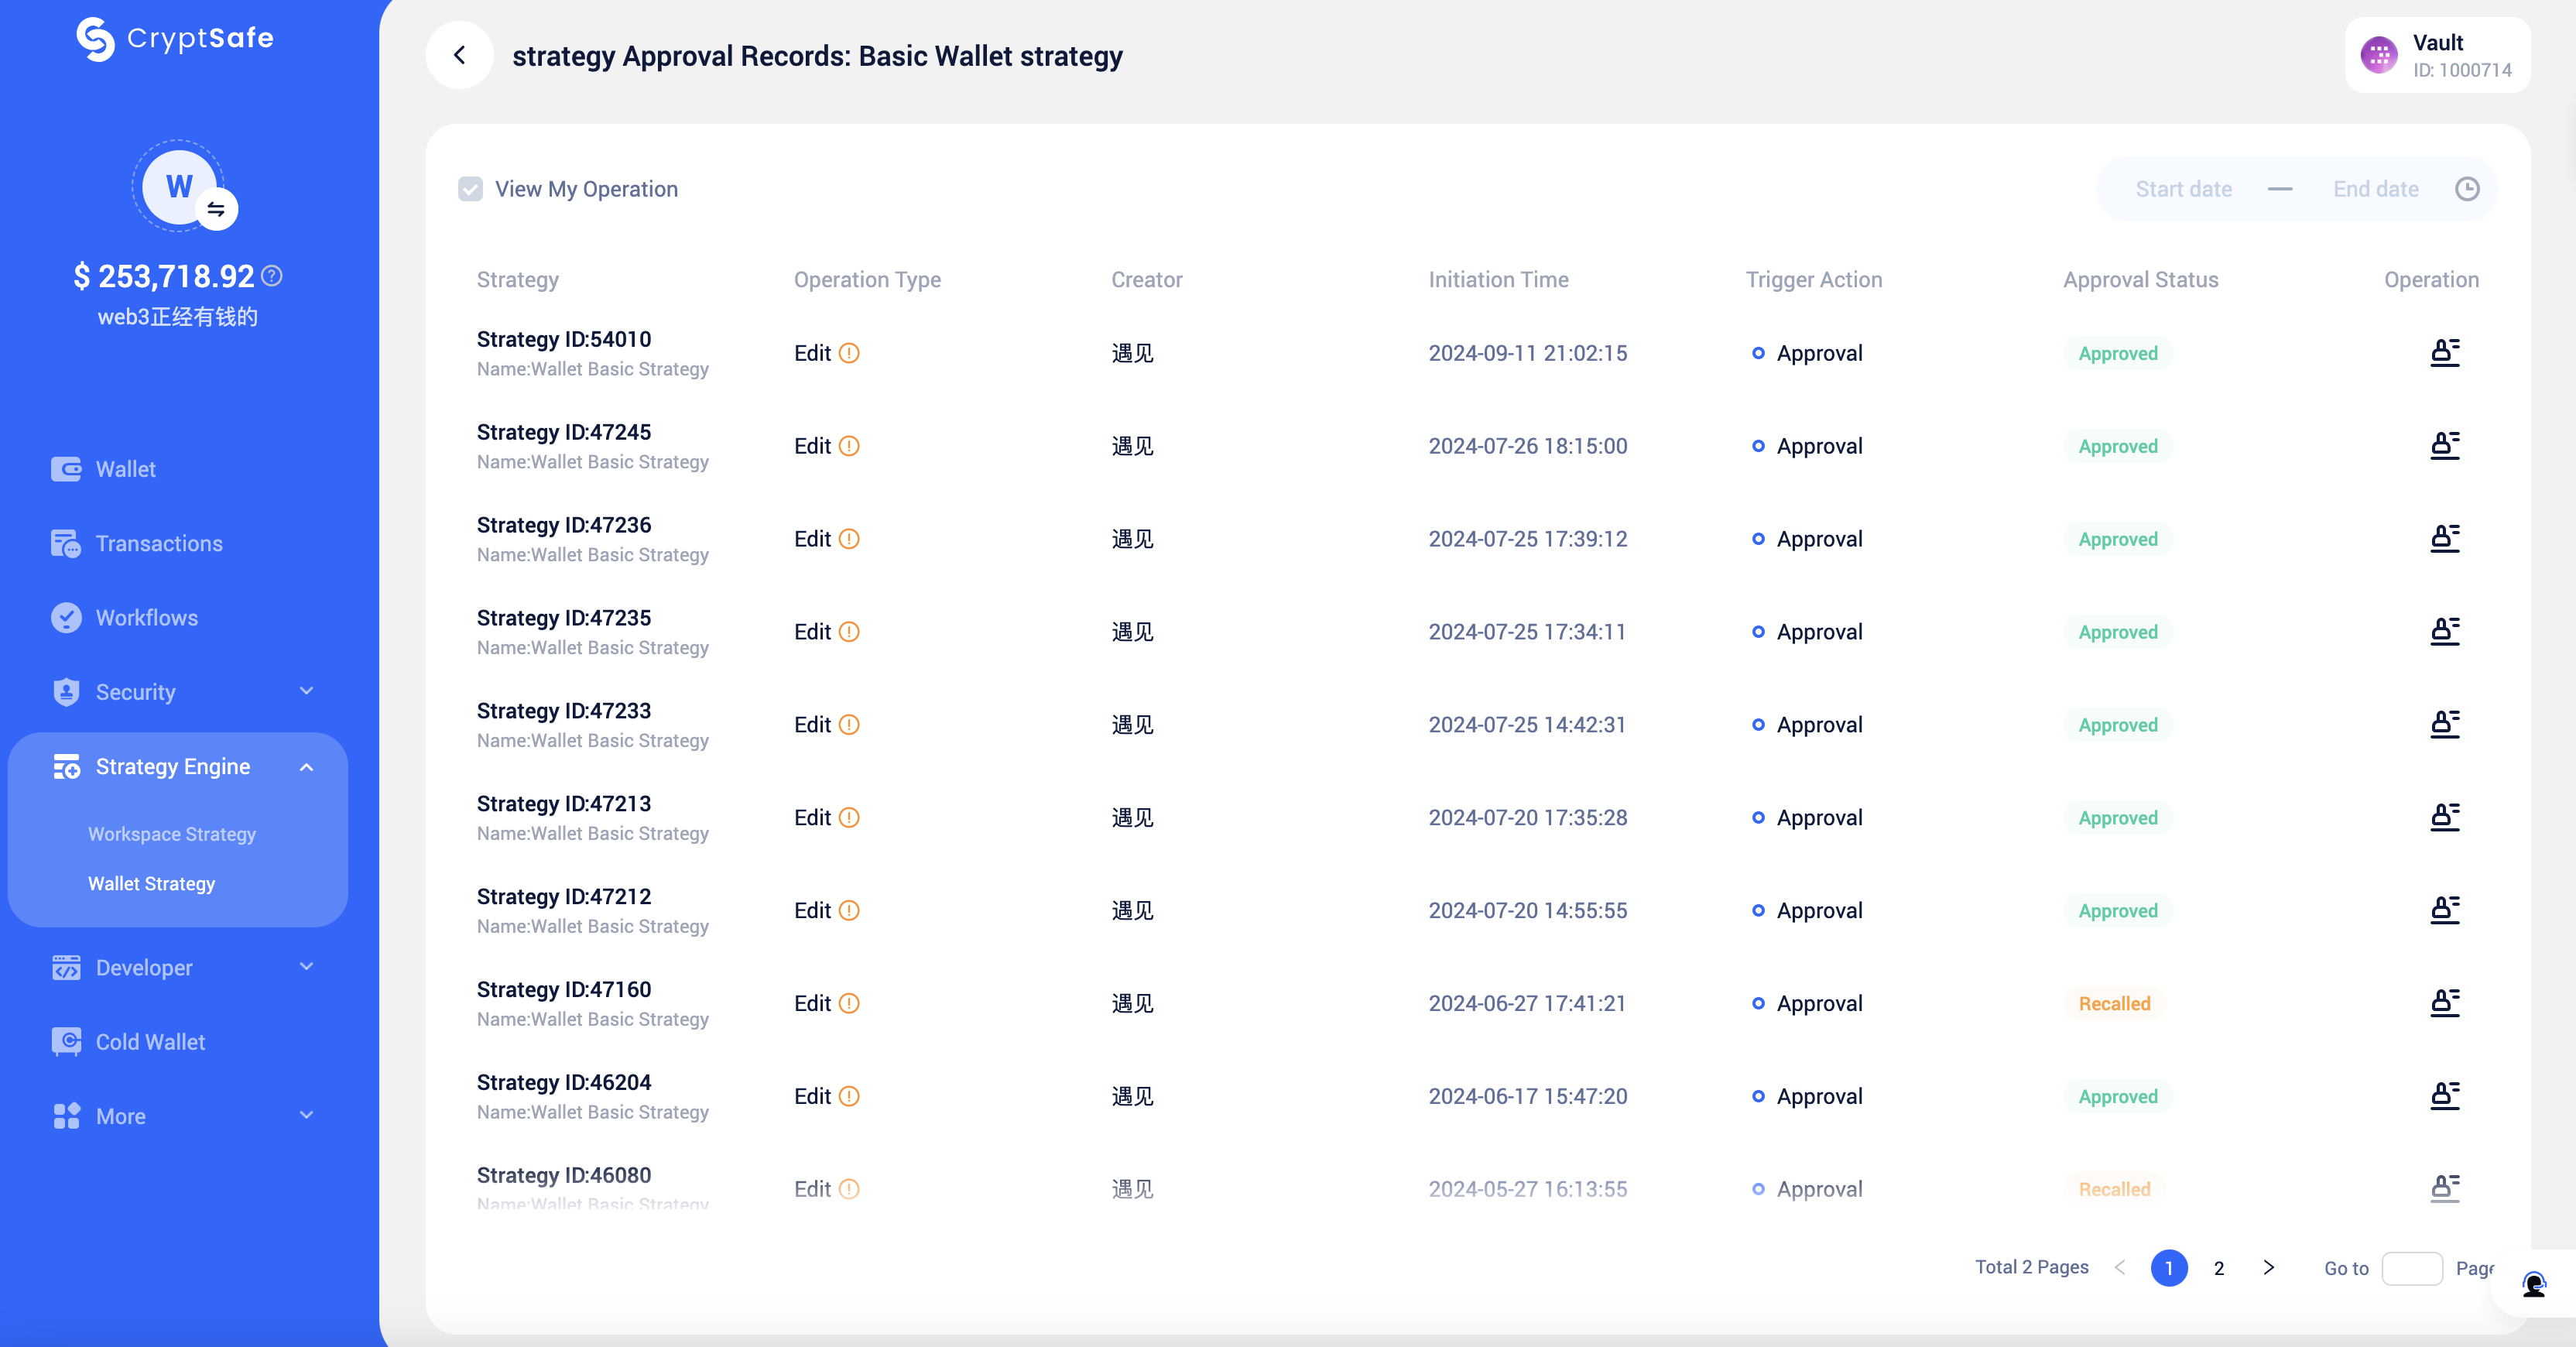 CryptSafe
W
$ 253,718.92
web3正经有钱的
Wallet
Transactions
Workflows
Security
Strategy Engine
Workspace Strategy
Wallet Strategy
Developer
Cold Wallet
More
strategy Approval Records: Basic Wallet strategy
Vault
ID: 1000714
View My Operation
Start date — End date
Strategy Operation Type Creator Initiation Time Trigger Action Approval Status Operation
Strategy ID:54010
Name:Wallet Basic Strategy
Edit 遇见 2024-09-11 21:02:15 Approval Approved
Strategy ID:47245
Name:Wallet Basic Strategy
Edit 遇见 2024-07-26 18:15:00 Approval Approved
Strategy ID:47236
Name:Wallet Basic Strategy
Edit 遇见 2024-07-25 17:39:12 Approval Approved
Strategy ID:47235
Name:Wallet Basic Strategy
Edit 遇见 2024-07-25 17:34:11 Approval Approved
Strategy ID:47233
Name:Wallet Basic Strategy
Edit 遇见 2024-07-25 14:42:31 Approval Approved
Strategy ID:47213
Name:Wallet Basic Strategy
Edit 遇见 2024-07-20 17:35:28 Approval Approved
Strategy ID:47212
Name:Wallet Basic Strategy
Edit 遇见 2024-07-20 14:55:55 Approval Approved
Strategy ID:47160
Name:Wallet Basic Strategy
Edit 遇见 2024-06-27 17:41:21 Approval Recalled
Strategy ID:46204
Name:Wallet Basic Strategy
Edit 遇见 2024-06-17 15:47:20 Approval Approved
Strategy ID:46080
Name:Wallet Basic Strategy
Edit 遇见 2024-05-27 16:13:55 Approval Recalled
Total 2 Pages 1 2 Go to Page